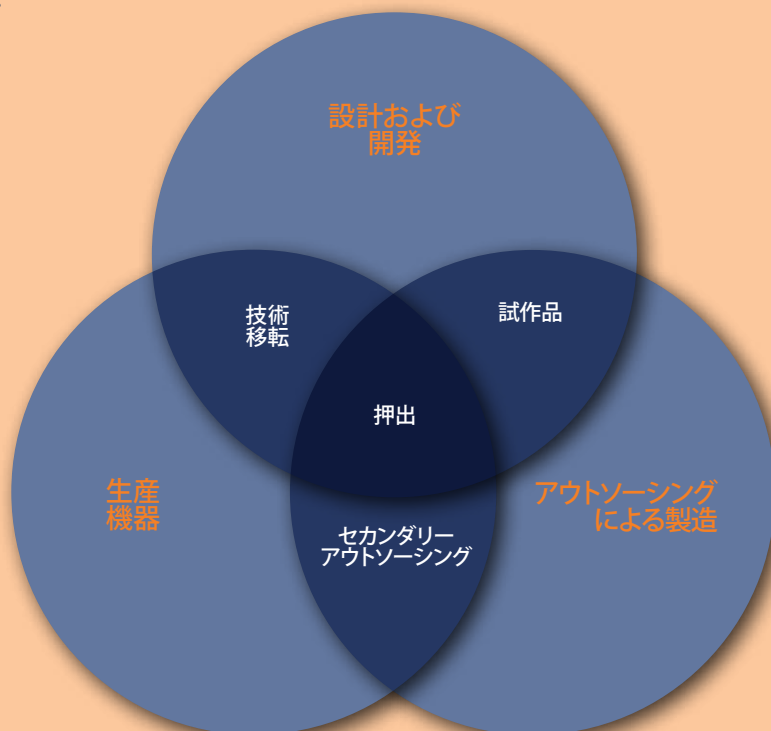 設計および
開発
技術
移転
試作品
押出
生産
機器
アウトソーシング
による製造
セカンダリー
アウトソーシング